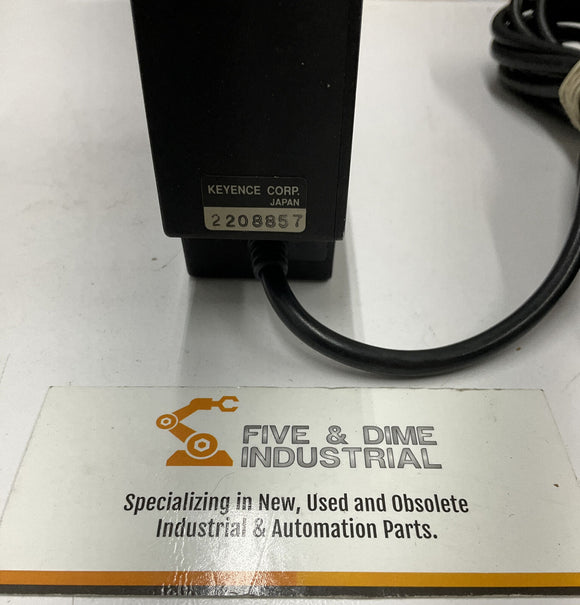 KEYENCE CORP.
JAPAN
2208857
FIVE & DIME
INDUSTRIAL
Specializing in New, Used and Obsolete
Industrial & Automation Parts.